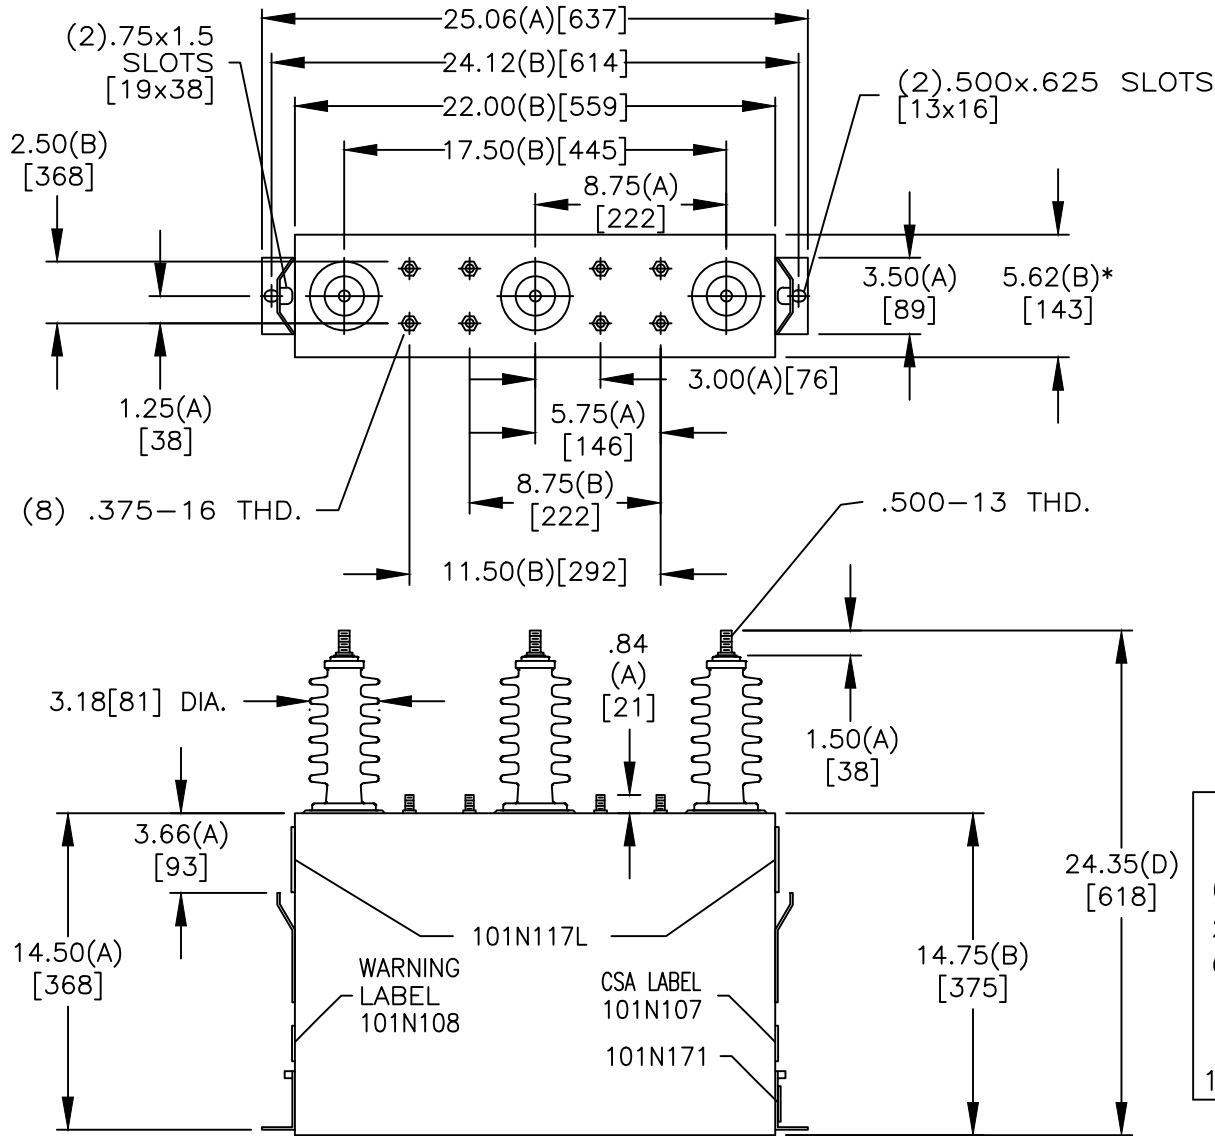 25.06(A)[637]
(2).75x1.5
SLOTS
[19x38]
24.12(B)[614]
(2).500x.625 SLOTS
[13x16]
22.00(B)[559]
2.50(B)
[368]
17.50(B)[445]
8.75(A)
[222]
3.50(A)
[89]
5.62(B)*
[143]
3.00(A)[76]
1.25(A)
[38]
5.75(A)
[146]
8.75(B)
[222]
(8) .375-16 THD.
.500-13 THD.
11.50(B)[292]
.84
(A)
[21]
3.18[81] DIA.
1.50(A)
[38]
3.66(A)
[93]
24.35(D)
[618]
14.50(A)
[368]
101N117L
14.75(B)
[375]
WARNING
LABEL
101N108
CSA LABEL
101N107
101N171